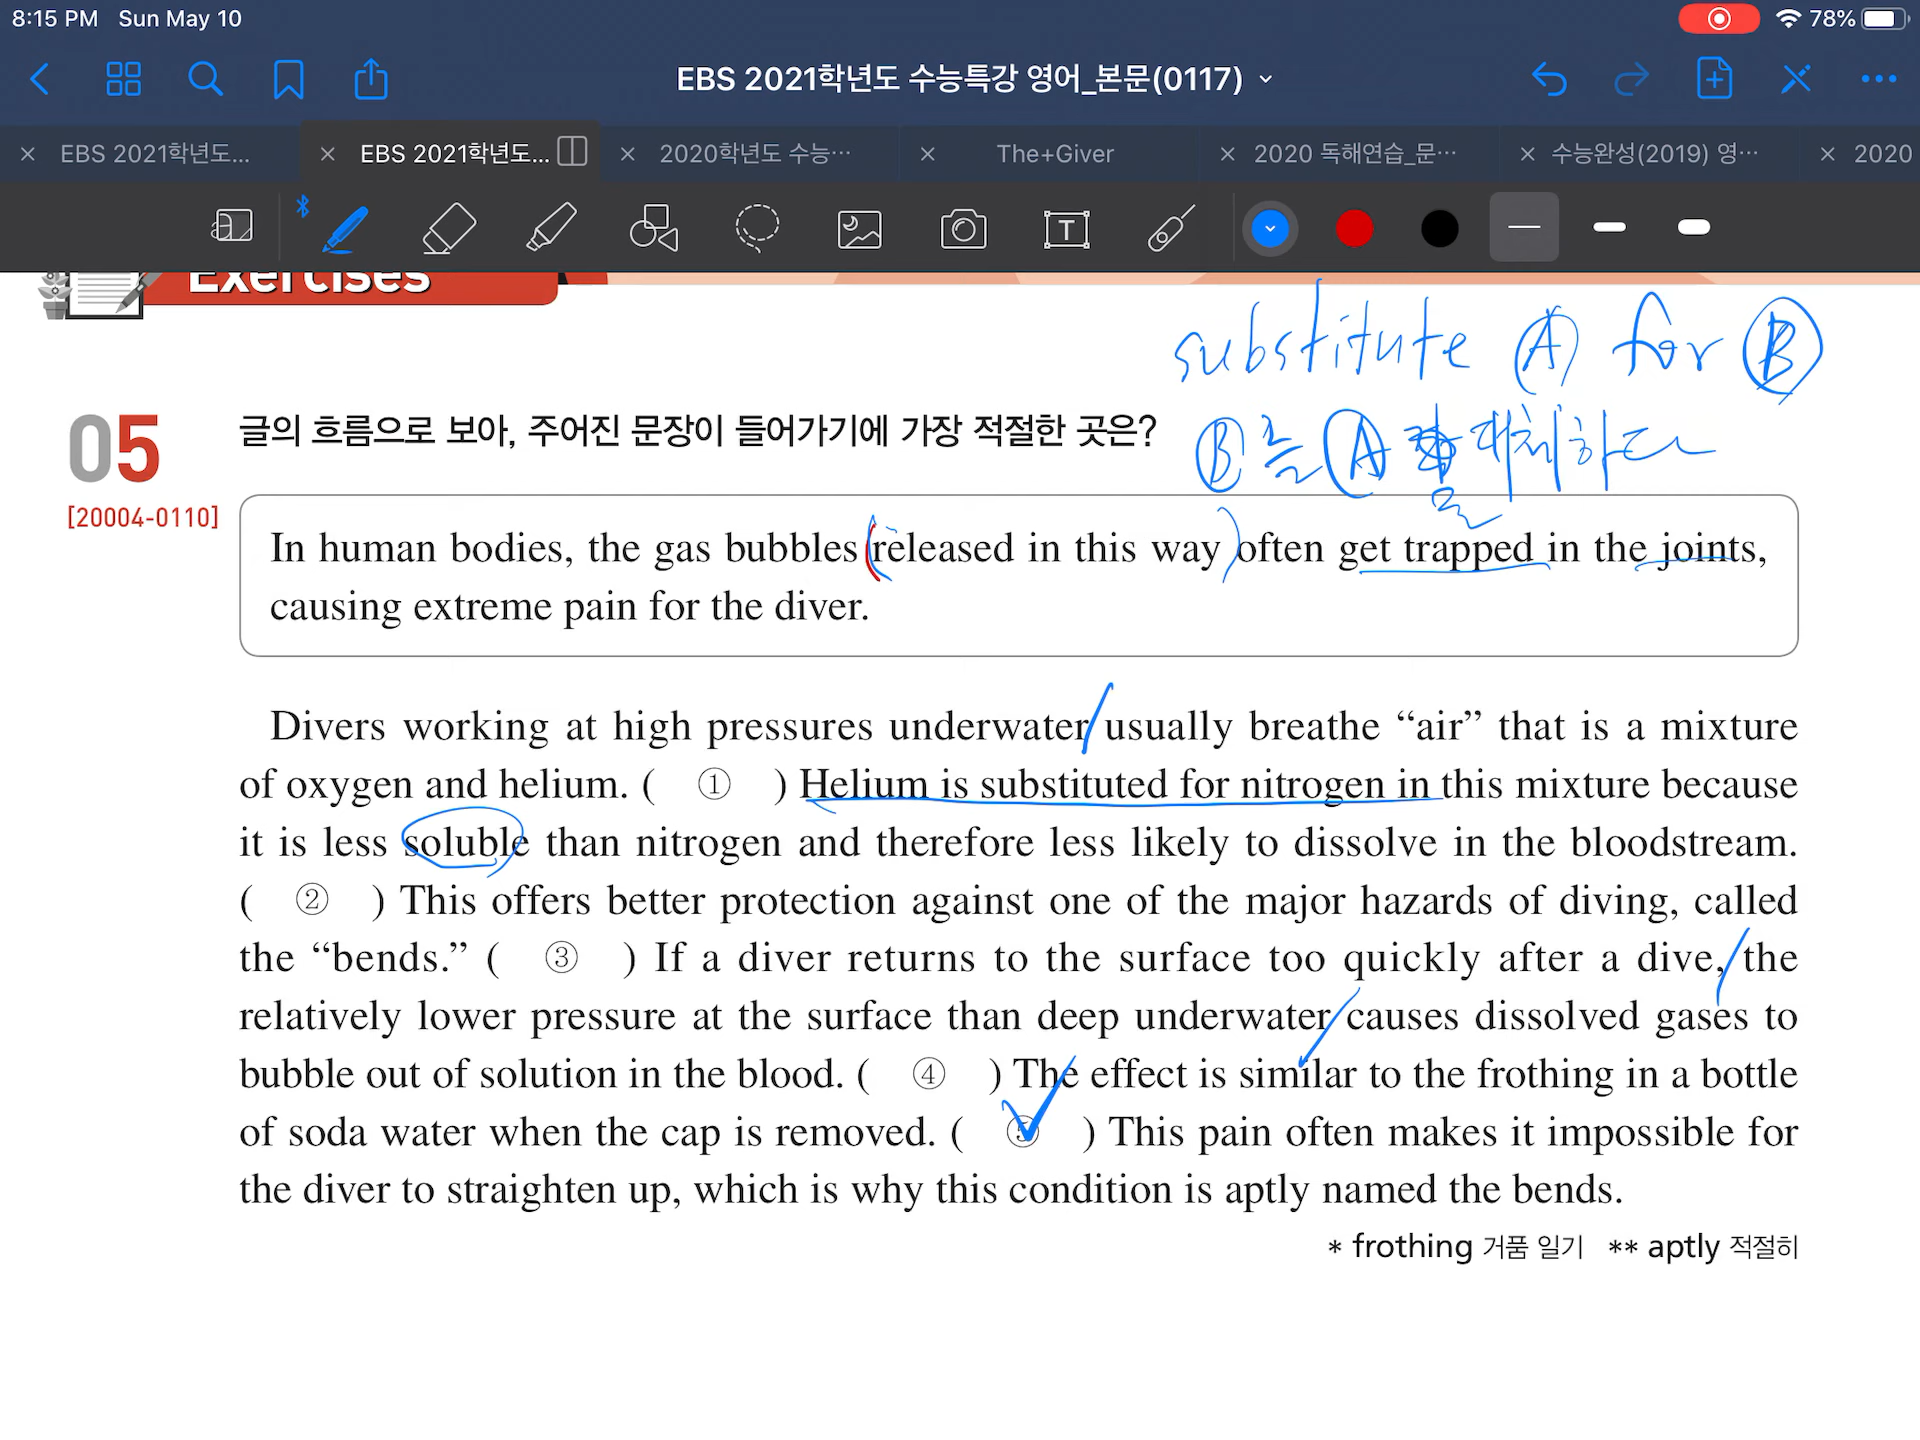 8:15 PM Sun May 10
78%
EBS 2021학년도 수능특강 영어_본문(0117)
EBS 2021학년도...
EBS 2021학년도...
2020학년도 수능…
The+Giver
2020 독해연습_문…
수능완성(2019) 영…
2020
T
Exercises
substitute Ⓐ for Ⓑ
Ⓑ를 Ⓐ 대체하다
05
글의 흐름으로 보아, 주어진 문장이 들어가기에 가장 적절한 곳은?
[20004-0110]
In human bodies, the gas bubbles (released in this way) often get trapped in the joints,
causing extreme pain for the diver.
Divers working at high pressures underwater/usually breathe “air” that is a mixture
of oxygen and helium. ( ① ) Helium is substituted for nitrogen in this mixture because
it is less soluble than nitrogen and therefore less likely to dissolve in the bloodstream.
( ② ) This offers better protection against one of the major hazards of diving, called
the “bends.” ( ③ ) If a diver returns to the surface too quickly after a dive,/the
relatively lower pressure at the surface than deep underwater/causes dissolved gases to
bubble out of solution in the blood. ( ④ ) The effect is similar to the frothing in a bottle
of soda water when the cap is removed. ( ⑤ ) This pain often makes it impossible for
the diver to straighten up, which is why this condition is aptly named the bends.
* frothing 거품 일기 ** aptly 적절히